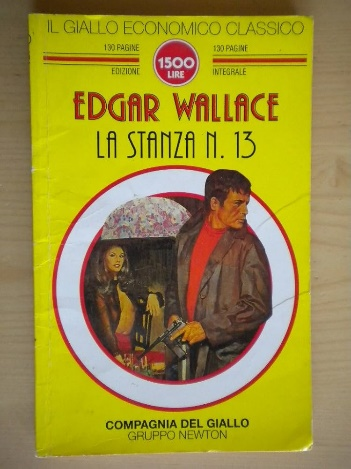 IL GIALLO ECONOMICO CLASSICO
130 PAGINE
130 PAGINE
1500
LIRE
EDIZIONE
INTEGRALE
EDGAR WALLACE
LA STANZA N. 13
COMPAGNIA DEL GIALLO
GRUPPO NEWTON